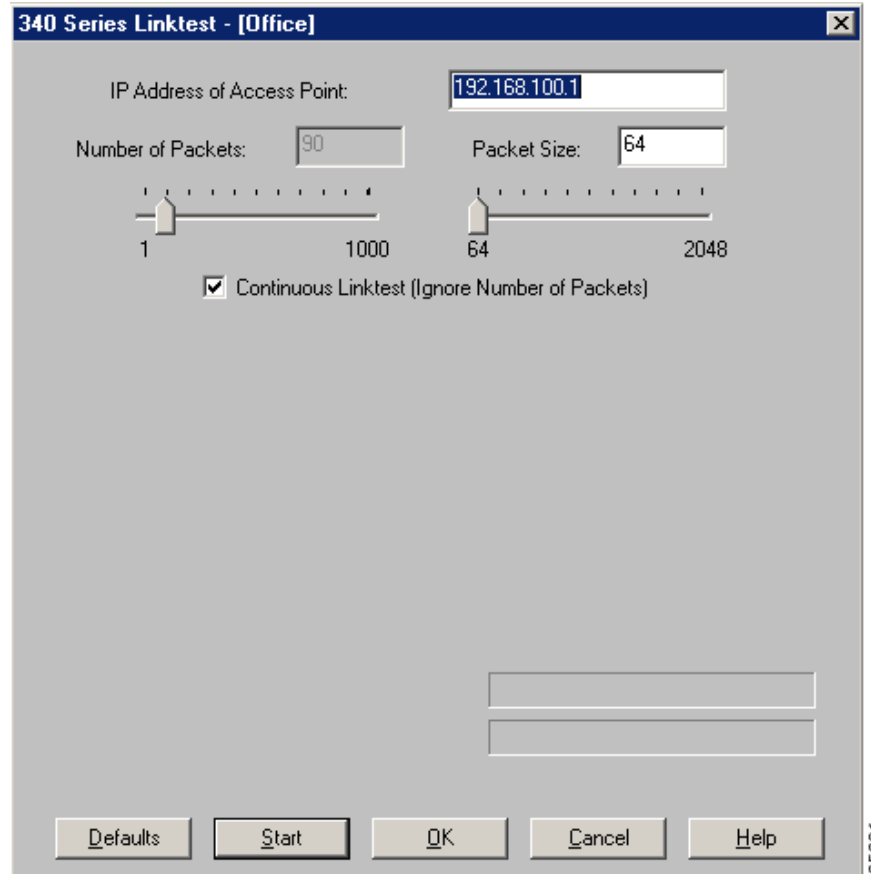 340 Series Linktest - [Office]
IP Address of Access Point: 192.168.100.1
Number of Packets: 90 Packet Size: 64
1 1000 64 2048
Continuous Linktest (Ignore Number of Packets)
Defaults Start OK Cancel Help